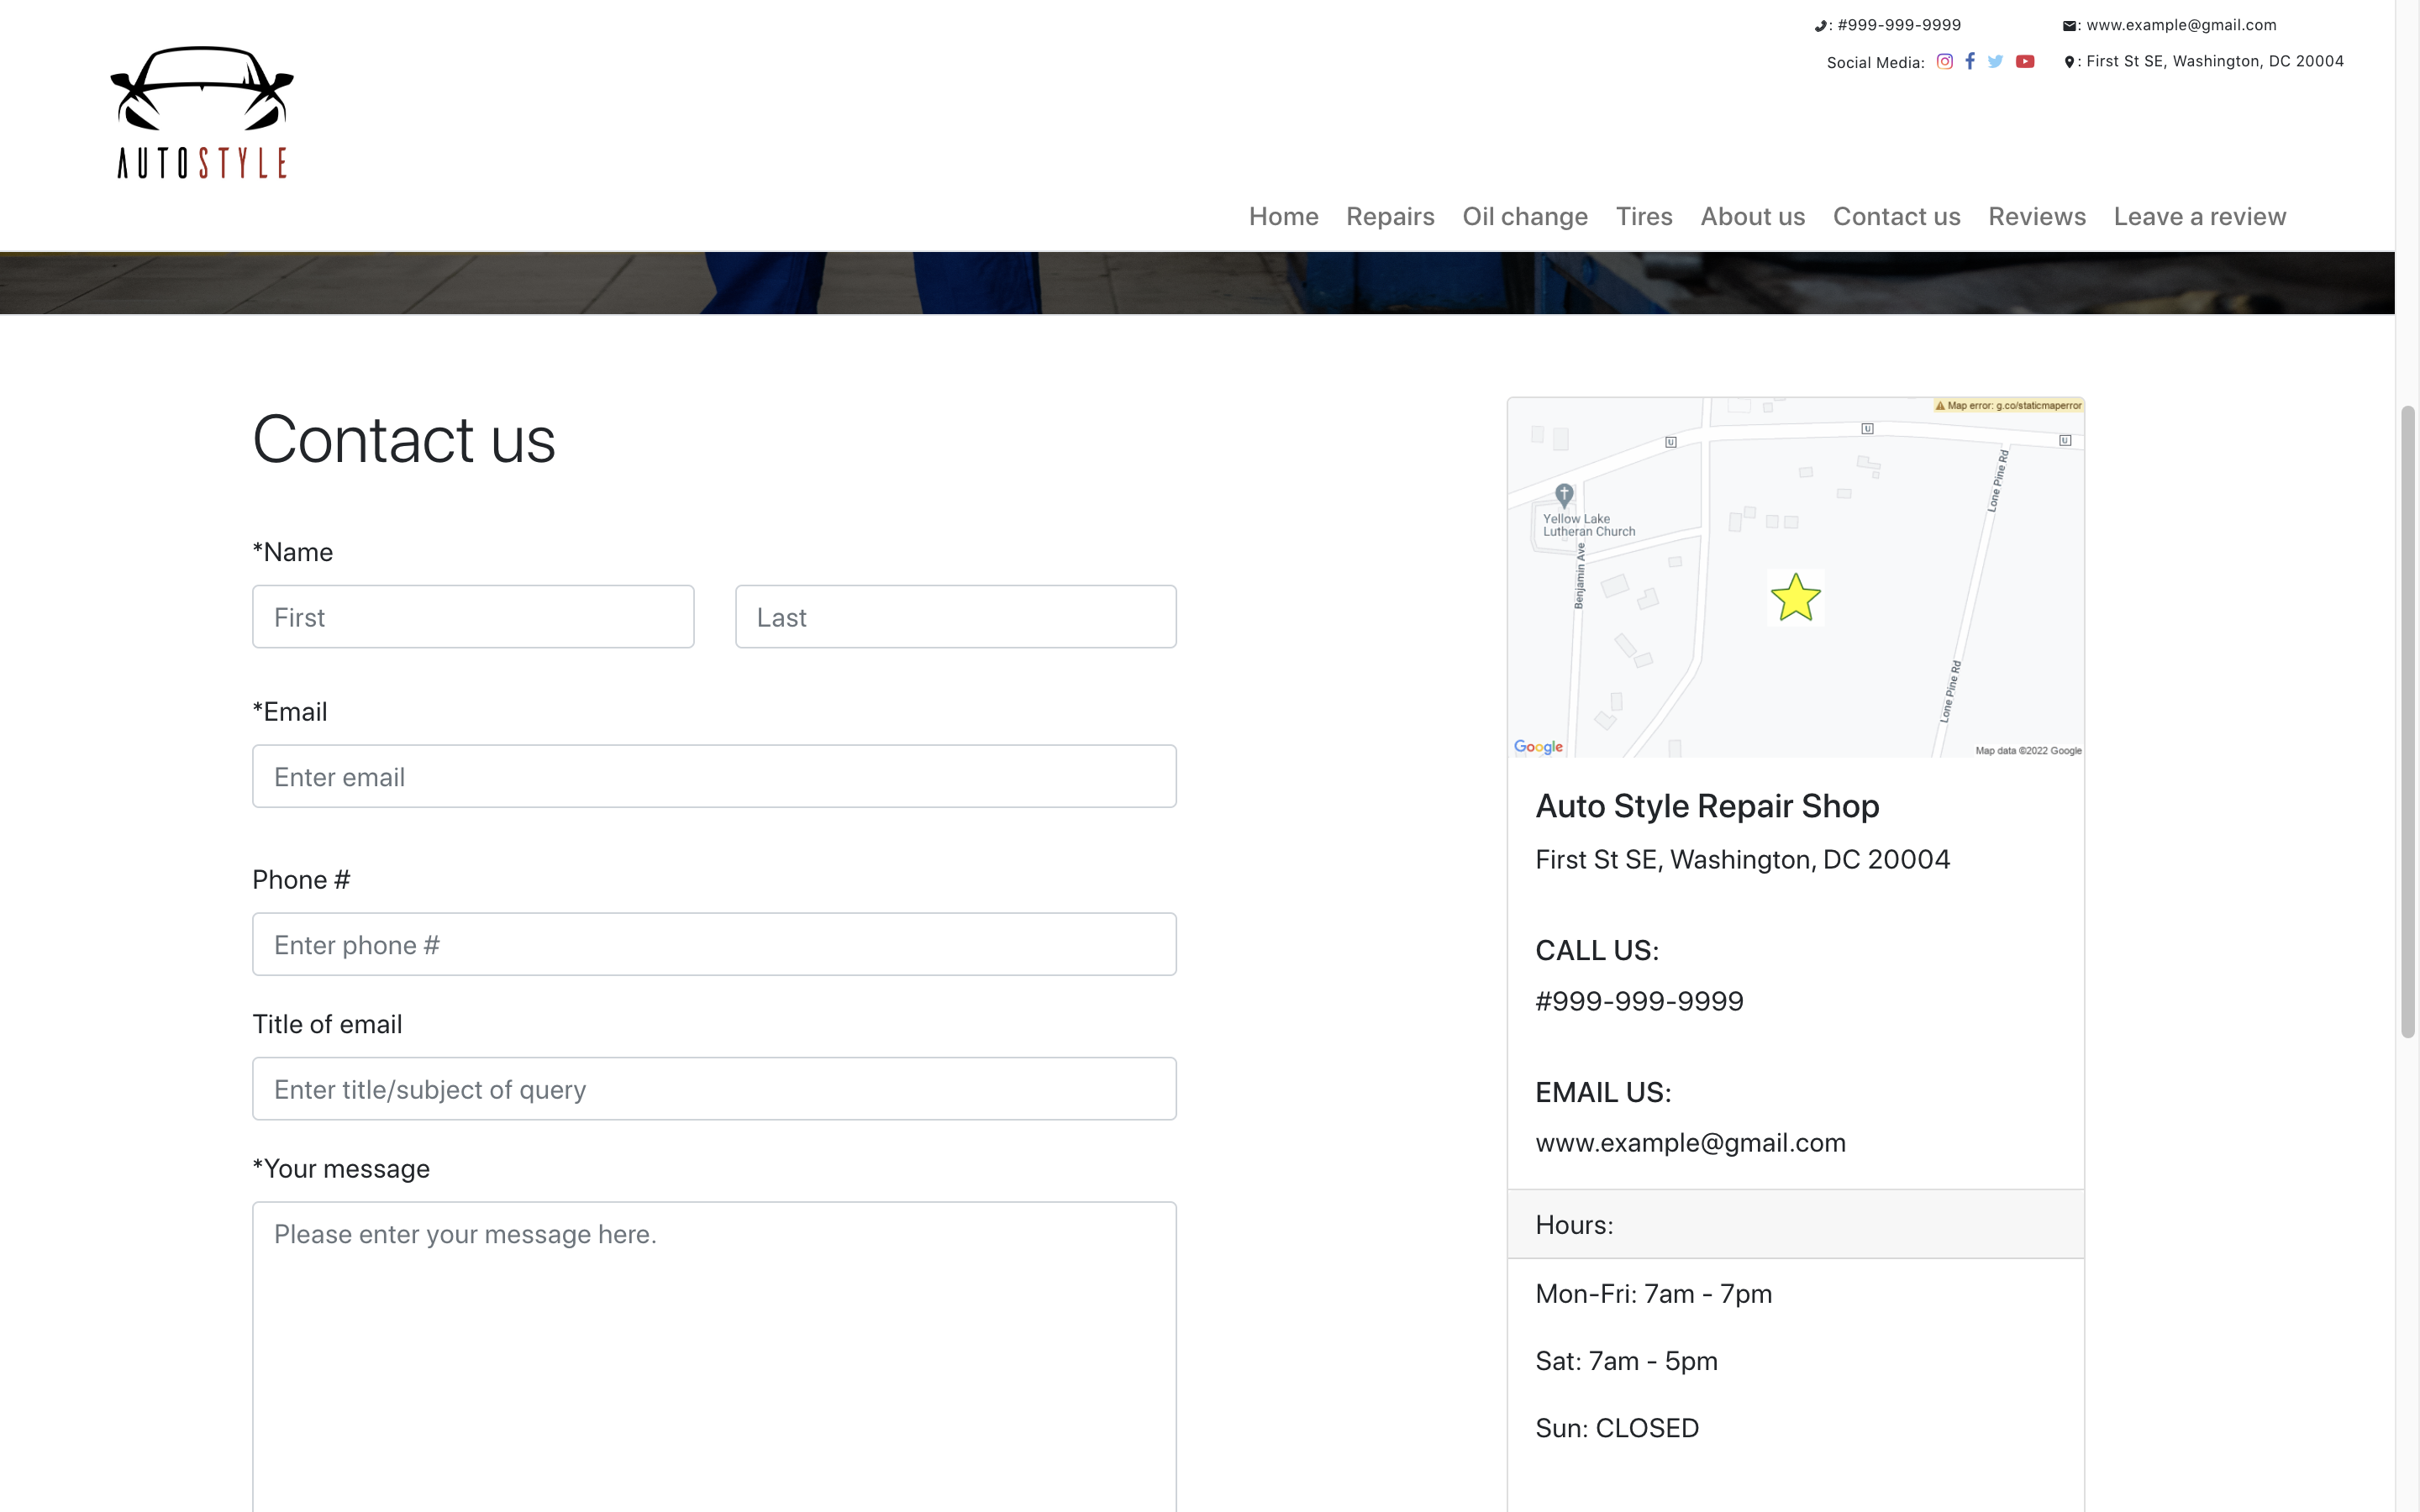 : #999-999-9999
: www.example@gmail.com
Social Media:
: First St SE, Washington, DC 20004
AUTOSTYLE
Home Repairs Oil change Tires About us Contact us Reviews Leave a review
Contact us
*Name
First Last
*Email
Enter email
Phone #
Enter phone #
Title of email
Enter title/subject of query
*Your message
Please enter your message here.
Map error: g.co/staticmaperror
U U U
Lone Pine Rd
Yellow Lake
Lutheran Church
Benjamin Ave
Lone Pine Rd
Google
Map data ©2022 Google
Auto Style Repair Shop
First St SE, Washington, DC 20004
CALL US:
#999-999-9999
EMAIL US:
www.example@gmail.com
Hours:
Mon-Fri: 7am - 7pm
Sat: 7am - 5pm
Sun: CLOSED